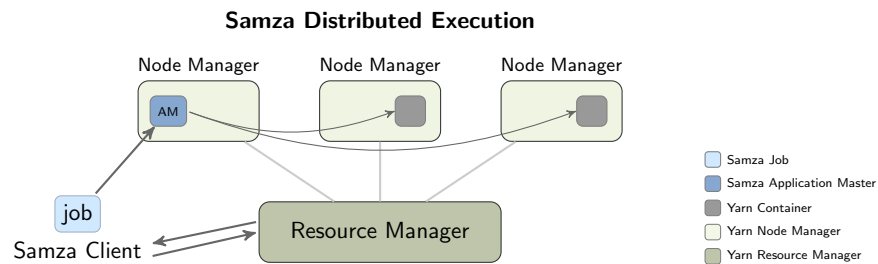 Samza Distributed Execution
Node Manager
Node Manager
Node Manager
AM
job
Samza Client
Resource Manager
Samza Job
Samza Application Master
Yarn Container
Yarn Node Manager
Yarn Resource Manager